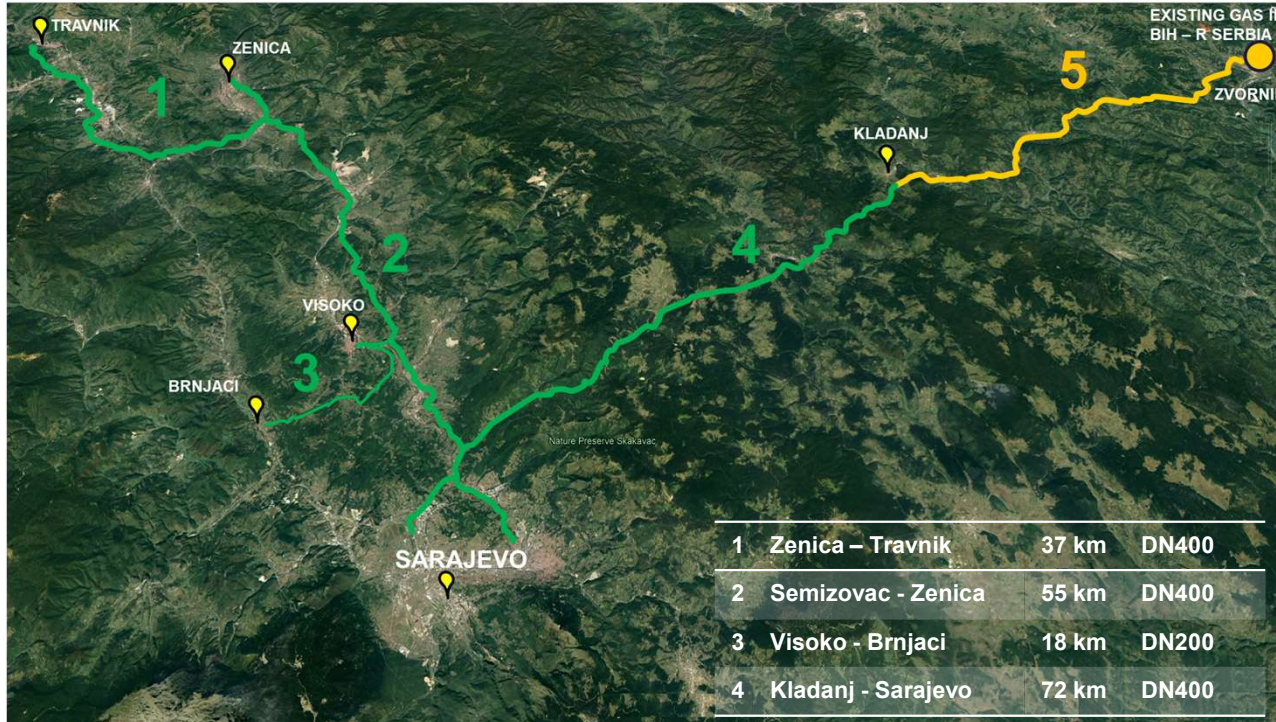 TRAVNIK
ZENICA
EXISTING GAS
BIH – R SERBIA
5
1
KLADANJ
4
2
VISOKO
3
BRNJACI
Nature Preserve Skakavac
SARAJEVO
1 Zenica – Travnik 37 km DN400
2 Semizovac - Zenica 55 km DN400
3 Visoko - Brnjaci 18 km DN200
4 Kladanj - Sarajevo 72 km DN400